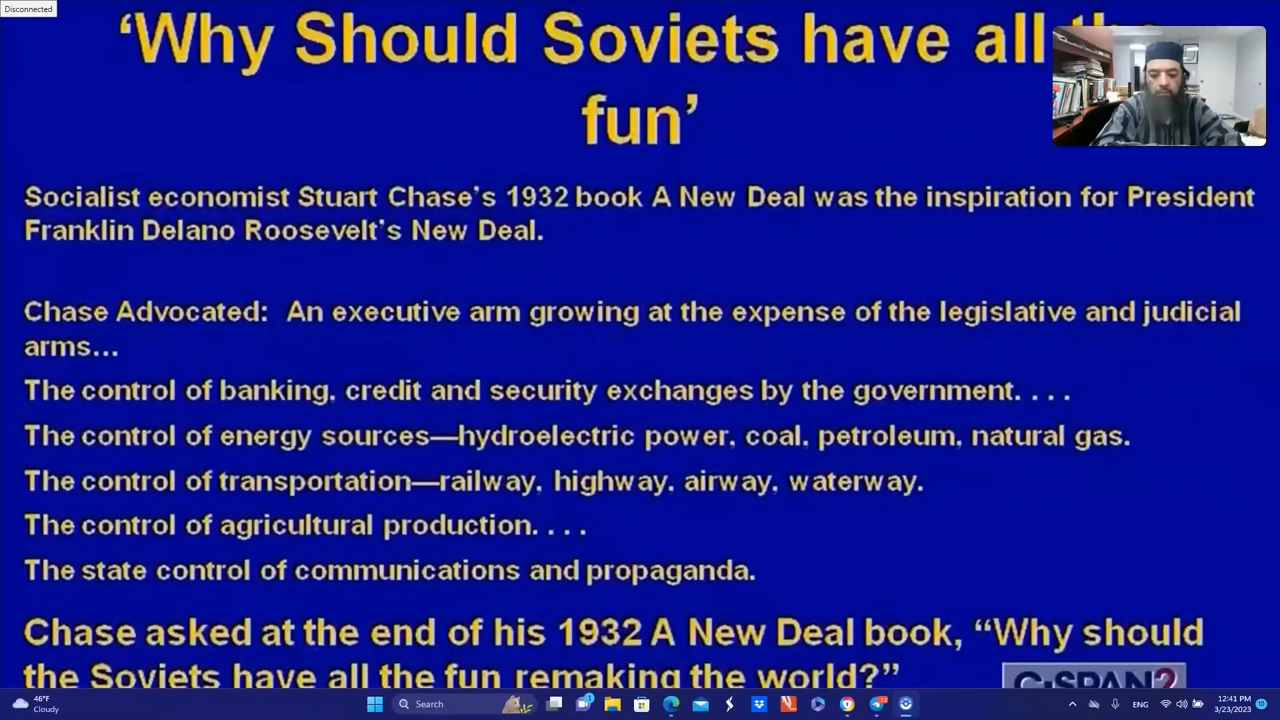 Disconnected
‘Why Should Soviets have all the
fun’
Socialist economist Stuart Chase’s 1932 book A New Deal was the inspiration for President
Franklin Delano Roosevelt’s New Deal.
Chase Advocated: An executive arm growing at the expense of the legislative and judicial
arms…
The control of banking, credit and security exchanges by the government. . . .
The control of energy sources—hydroelectric power, coal, petroleum, natural gas.
The control of transportation—railway, highway, airway, waterway.
The control of agricultural production. . . .
The state control of communications and propaganda.
Chase asked at the end of his 1932 A New Deal book, “Why should
the Soviets have all the fun remaking the world?”
C-SPAN2
46°F
Cloudy
Search
ENG
12:41 PM
3/23/2023